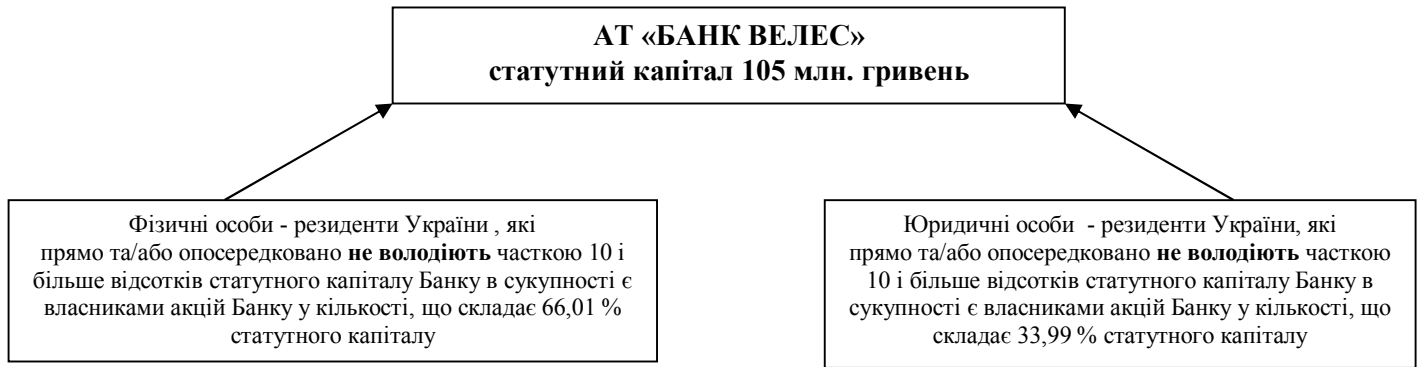 АТ «БАНК ВЕЛЕС»
статутний капітал 105 млн. гривень
Фізичні особи - резиденти України , які
прямо та/або опосередковано не володіють часткою 10 і
більше відсотків статутного капіталу Банку в сукупності є
власниками акцій Банку у кількості, що складає 66,01 %
статутного капіталу
Юридичні особи - резиденти України, які
прямо та/або опосередковано не володіють часткою
10 і більше відсотків статутного капіталу Банку в
сукупності є власниками акцій Банку у кількості, що
складає 33,99 % статутного капіталу